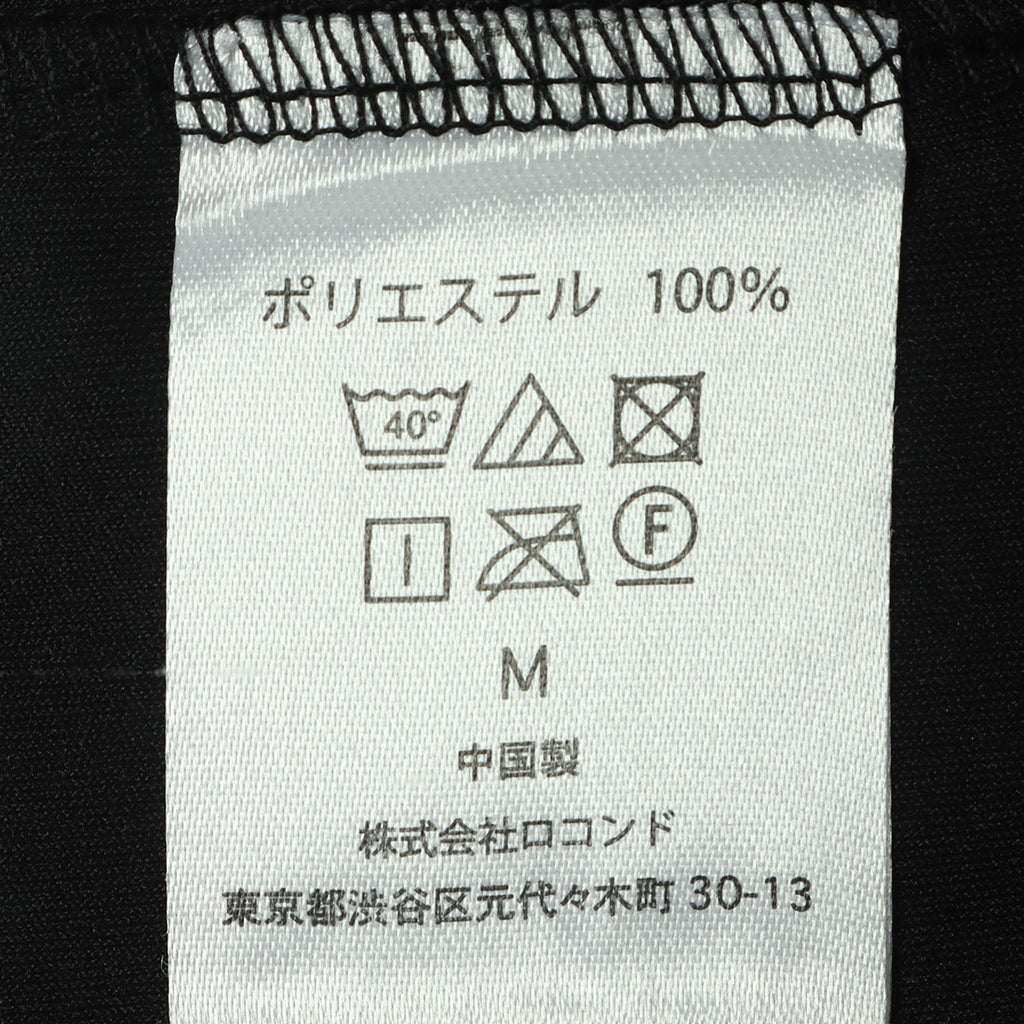 ポリエステル 100%
40°
F
M
中国製
株式会社ロコンド
東京都渋谷区元代々木町 30-13